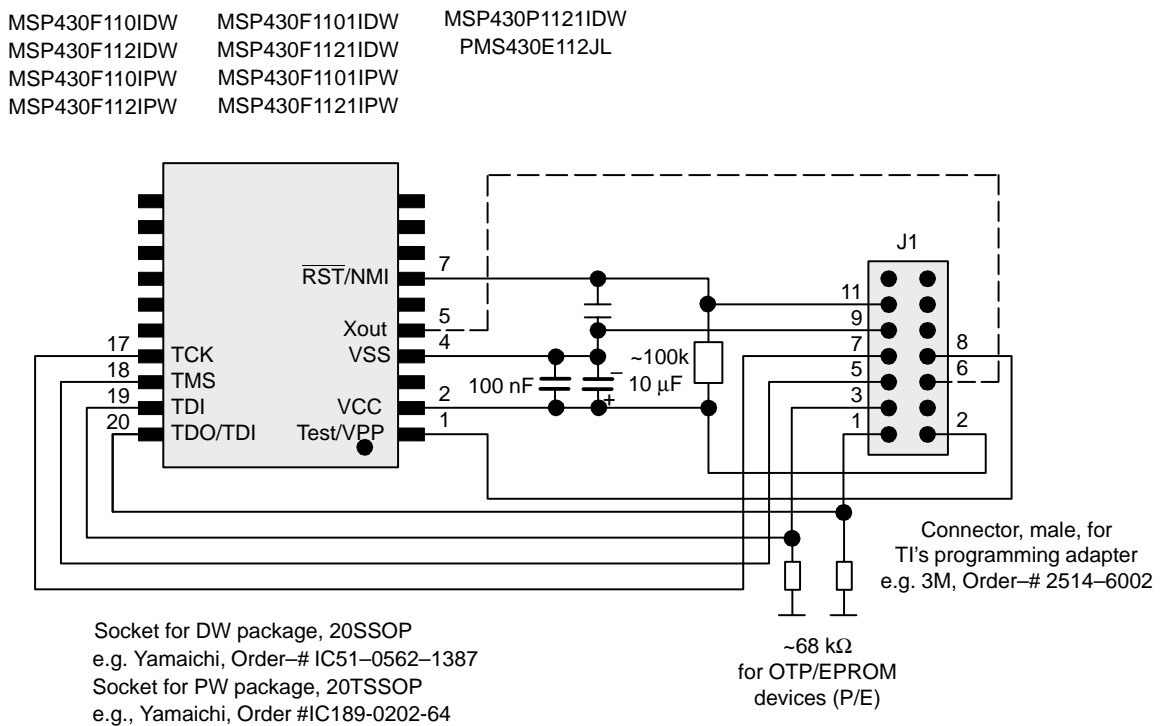 MSP430F110IDW MSP430F1101IDW MSP430P1121IDW
MSP430F112IDW MSP430F1121IDW PMS430E112JL
MSP430F110IPW MSP430F1101IPW
MSP430F112IPW MSP430F1121IPW
J1
RST/NMI 7
11
Xout 5
9
17 TCK
VSS 4
~100k
7 8
18 TMS
100 nF
–
10 µF
+
5 6
19 TDI
VCC 2
3
20 TDO/TDI
Test/VPP 1
1 2
Connector, male, for
TI's programming adapter
e.g. 3M, Order–# 2514–6002
Socket for DW package, 20SSOP
e.g. Yamaichi, Order–# IC51–0562–1387
Socket for PW package, 20TSSOP
e.g., Yamaichi, Order #IC189-0202-64
~68 kΩ
for OTP/EPROM
devices (P/E)